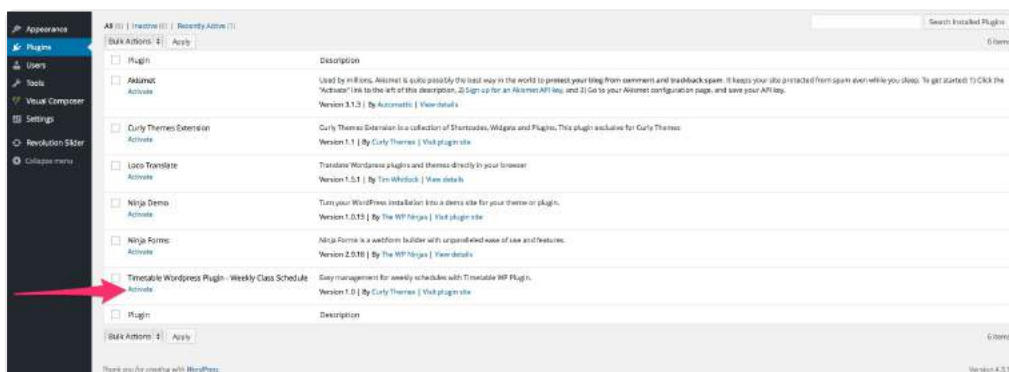 Appearance
Plugins
Users
Tools
Visual Composer
Settings
Revolution Slider
Collapse menu
All (6) | Inactive (6) | Recently Active (1)
Search Installed Plugins
Bulk Actions Apply
6 items
Plugin Description
Akismet
Activate
Used by millions, Akismet is quite possibly the best way in the world to protect your blog from comment and trackback spam. It keeps your site protected from spam even while you sleep. To get started: 1) Click the
"Activate" link to the left of this description, 2) Sign up for an Akismet API key, and 3) Go to your Akismet configuration page, and save your API key.
Version 3.1.3 | By Automattic | View details
Curly Themes Extension
Activate
Curly Themes Extension is a collection of Shortcodes, Widgets and Plugins. This plugin exclusive for Curly Themes
Version 1.1 | By Curly Themes | Visit plugin site
Loco Translate
Activate
Translate Wordpress plugins and themes directly in your browser
Version 1.5.1 | By Tim Whitlock | View details
Ninja Demo
Activate
Turn your WordPress installation into a demo site for your theme or plugin.
Version 1.0.13 | By The WP Ninjas | Visit plugin site
Ninja Forms
Activate
Ninja Forms is a webform builder with unparalleled ease of use and features.
Version 2.9.18 | By The WP Ninjas | View details
Timetable Wordpress Plugin - Weekly Class Schedule
Activate
Easy management for weekly schedules with Timetable WP Plugin.
Version 1.0 | By Curly Themes | Visit plugin site
Plugin Description
Bulk Actions Apply
6 items
Thank you for creating with WordPress.
Version